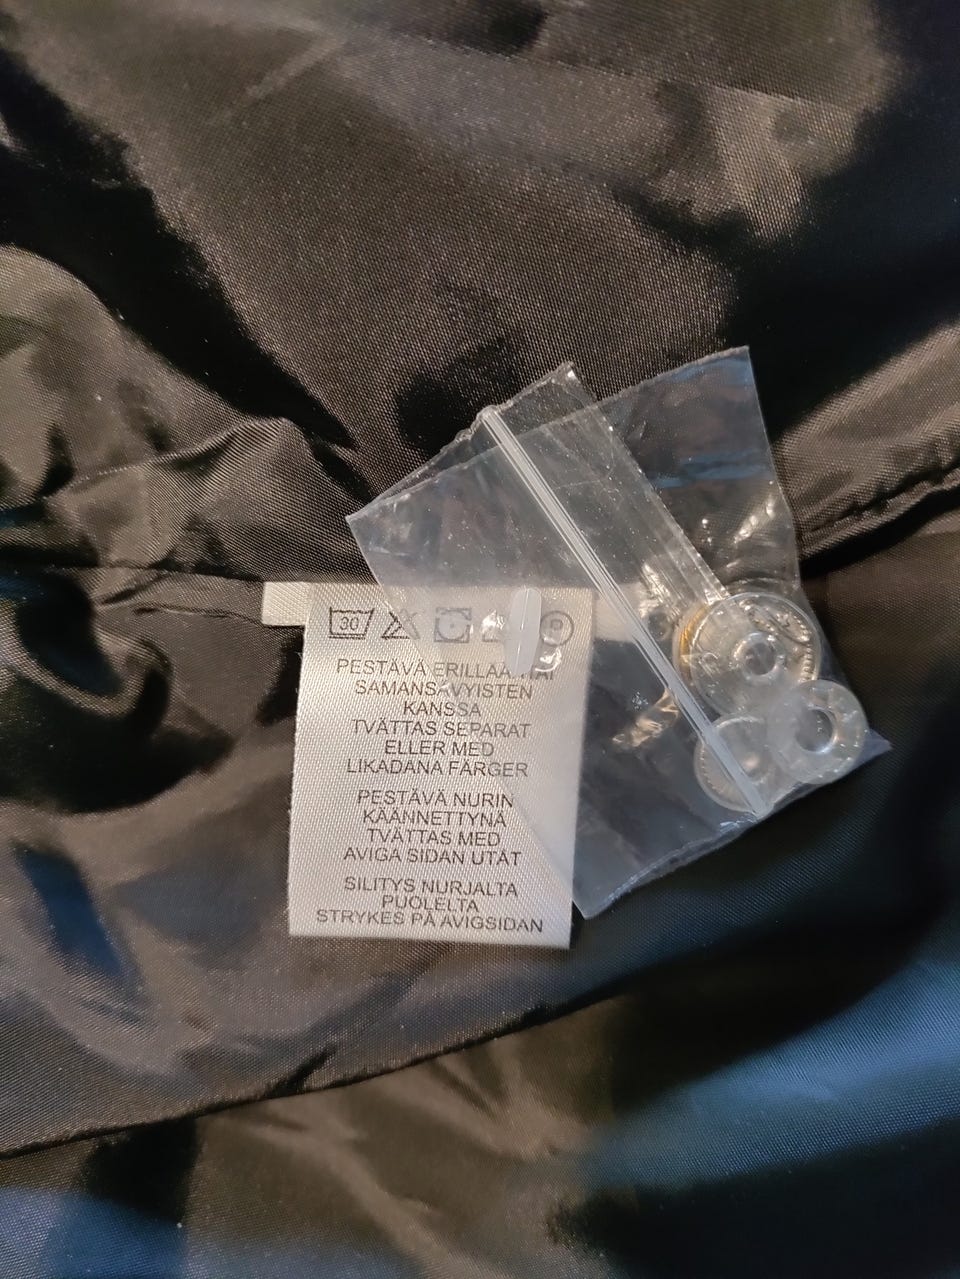 30 P
PESTÄVÄ ERILLÄÄN TAI
SAMANSÄVYISTEN
KANSSA
TVÄTTAS SEPARAT
ELLER MED
LIKADANA FÄRGER
PESTÄVÄ NURIN
KÄÄNNETTYNÄ
TVÄTTAS MED
AVIGA SIDAN UTÅT
SILITYS NURJALTA
PUOLELTA
STRYKES PÅ AVIGSIDAN